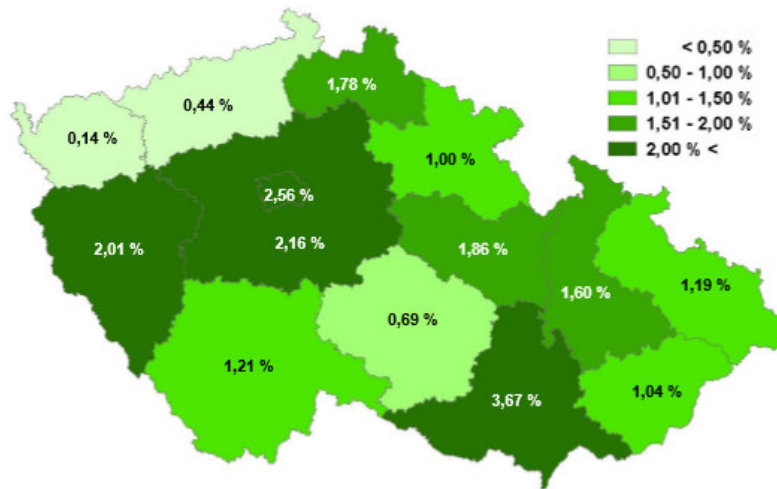 < 0,50 %
0,50 - 1,00 %
1,01 - 1,50 %
1,51 - 2,00 %
2,00 % <
1,78 %
0,44 %
0,14 %
1,00 %
2,56 %
2,01 %
2,16 %
1,86 %
1,60 %
1,19 %
0,69 %
1,21 %
1,04 %
3,67 %